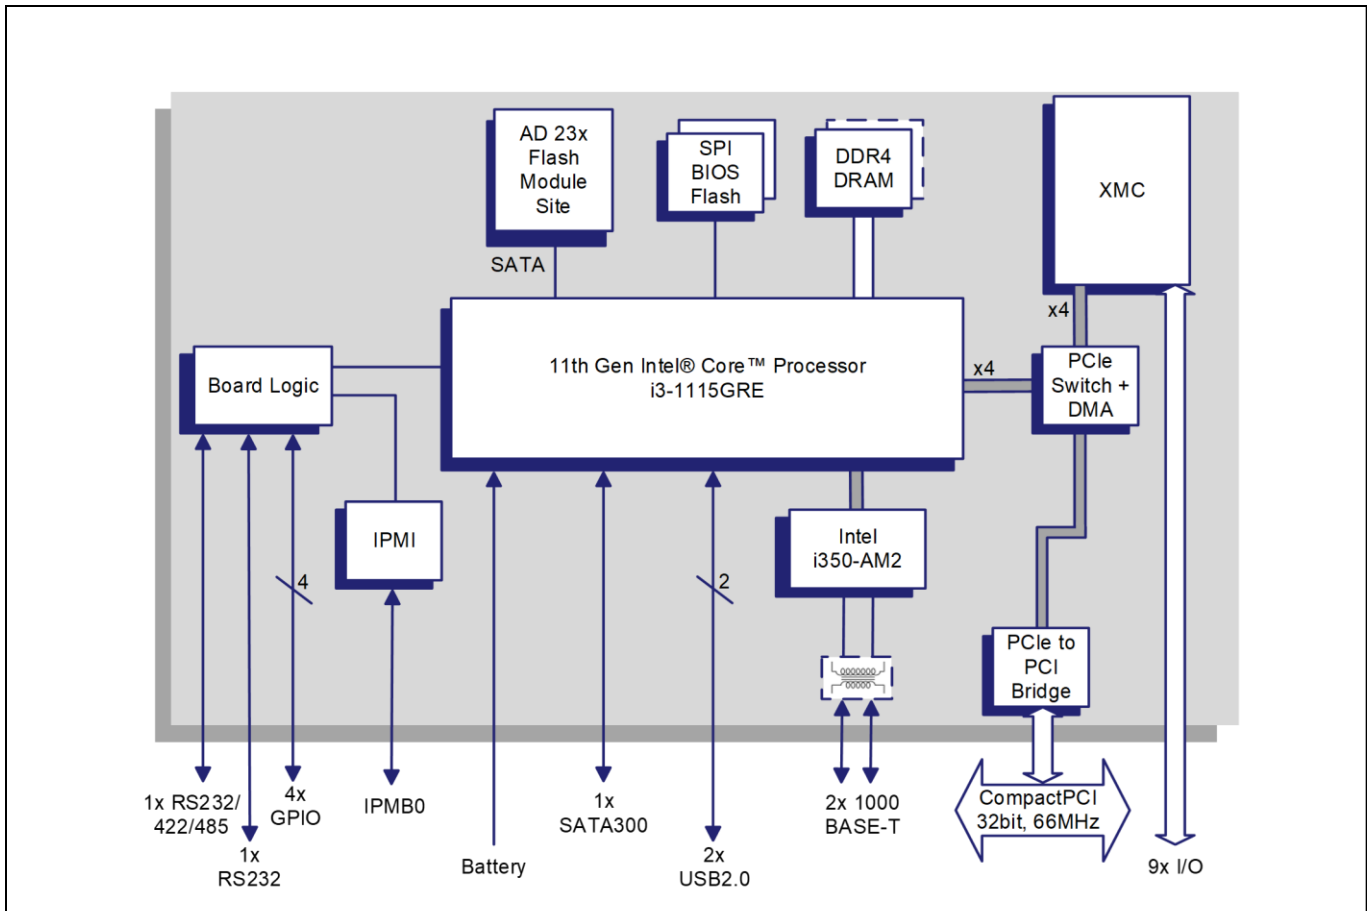 AD 23x
Flash
Module
Site
SPI
BIOS
Flash
DDR4
DRAM
XMC
SATA
x4
11th Gen Intel® Core™ Processor
i3-1115GRE
x4
PCIe
Switch +
DMA
Board Logic
IPMI
Intel
i350-AM2
4
2
PCIe to
PCI
Bridge
1x RS232/
422/485
1x
RS232
4x
GPIO
IPMB0
Battery
1x
SATA300
2x
USB2.0
2x 1000
BASE-T
CompactPCI
32bit, 66MHz
9x I/O